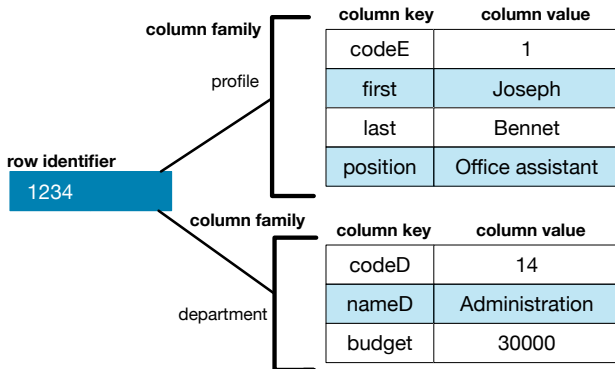 column family
column key column value
profile
codeE 1
first Joseph
last Bennet
position Office assistant
row identifier
1234
column family
column key column value
department
codeD 14
nameD Administration
budget 30000